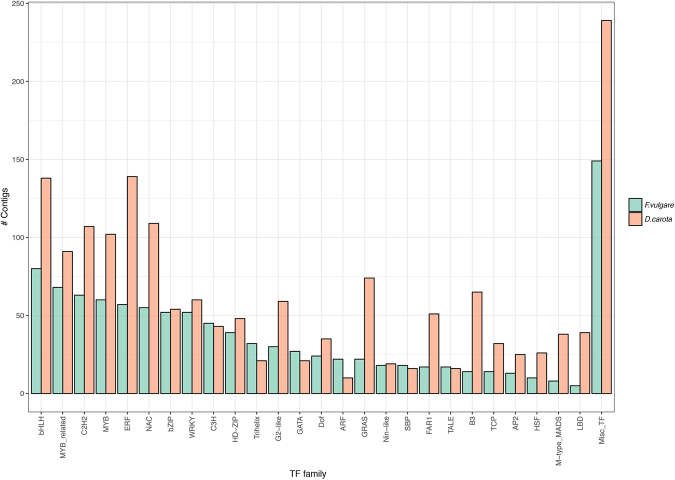 250
200
150
100
50
0
# Contigs
bHLH
MYB_related
C2H2
MYB
ERF
NAC
bZIP
WRKY
C3H
HD−ZIP
Trihelix
G2−like
GATA
Dof
ARF
GRAS
Nin−like
SBP
FAR1
TALE
B3
TCP
AP2
HSF
M−type_MADS
LBD
Misc_TF
TF family
F.vulgare
D.carota